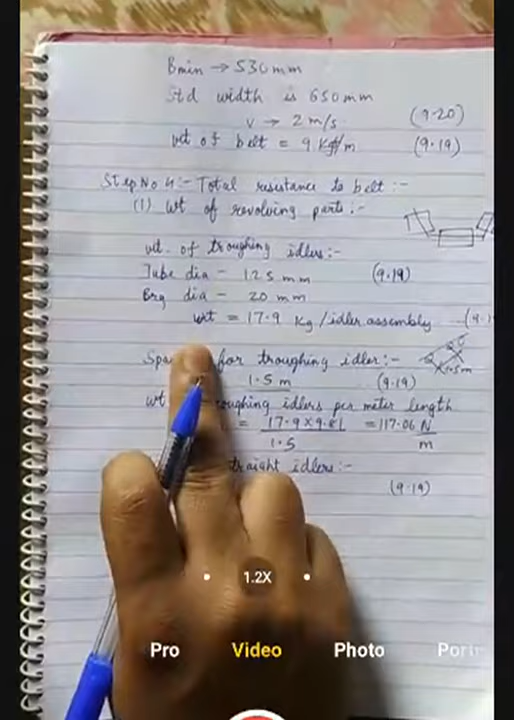 Bmin → 530 mm
Std width is 650 mm
v → 2 m/s (9.20)
wt of belt = 9 Kgf/m (9.19)
Step No 4:- Total resistance to belt:-
(1) wt of revolving parts:-
wt. of troughing idlers:-
Tube dia - 125 mm (9.19)
Brg dia - 20 mm
wt = 17.9 Kg/idler assembly
for troughing idler:-
1.5 m (9.19)
1.5m
wt idlers per meter length
= 17.9 × 9.81 / 1.5 = 117.06 N/m
straight idlers:-
(9.19)
1.2X
Pro Video Photo